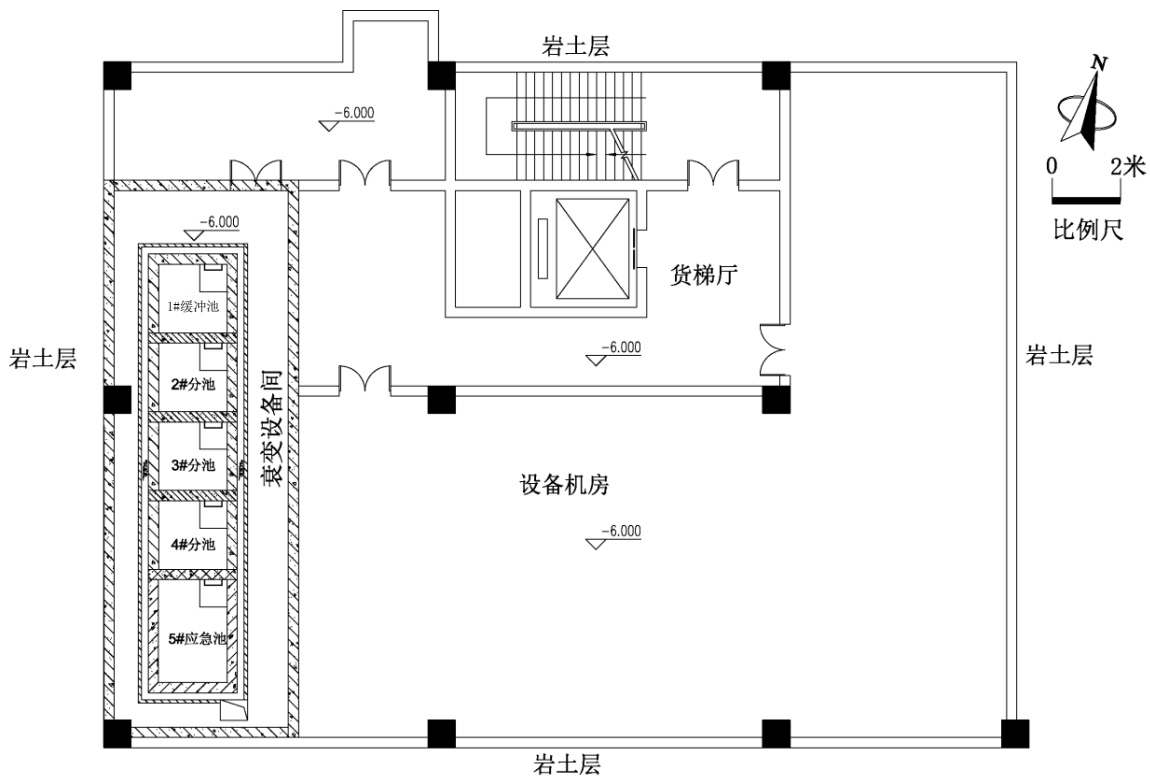 岩土层
N
-6.000
0 2米
比例尺
-6.000
货梯厅
1#缓冲池
-6.000
岩土层
岩土层
2#分池
衰变设备间
3#分池
设备机房
-6.000
4#分池
5#应急池
岩土层